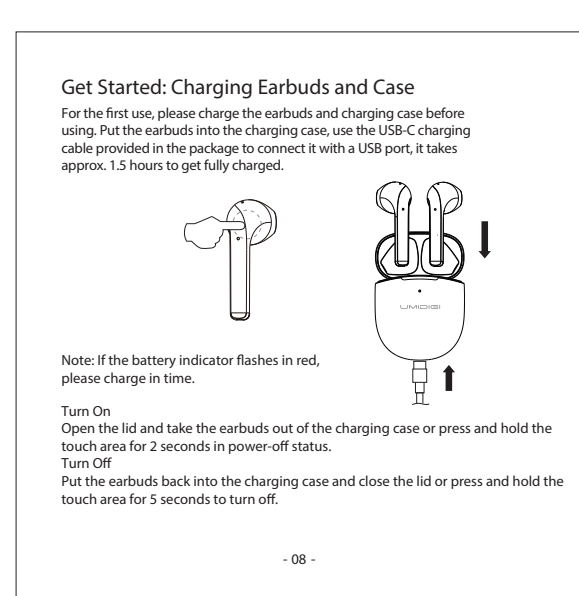 Get Started: Charging Earbuds and Case
For the first use, please charge the earbuds and charging case before
using. Put the earbuds into the charging case, use the USB-C charging
cable provided in the package to connect it with a USB port, it takes
approx. 1.5 hours to get fully charged.
UMIDIGI
Note: If the battery indicator flashes in red,
please charge in time.
Turn On
Open the lid and take the earbuds out of the charging case or press and hold the
touch area for 2 seconds in power-off status.
Turn Off
Put the earbuds back into the charging case and close the lid or press and hold the
touch area for 5 seconds to turn off.
- 08 -